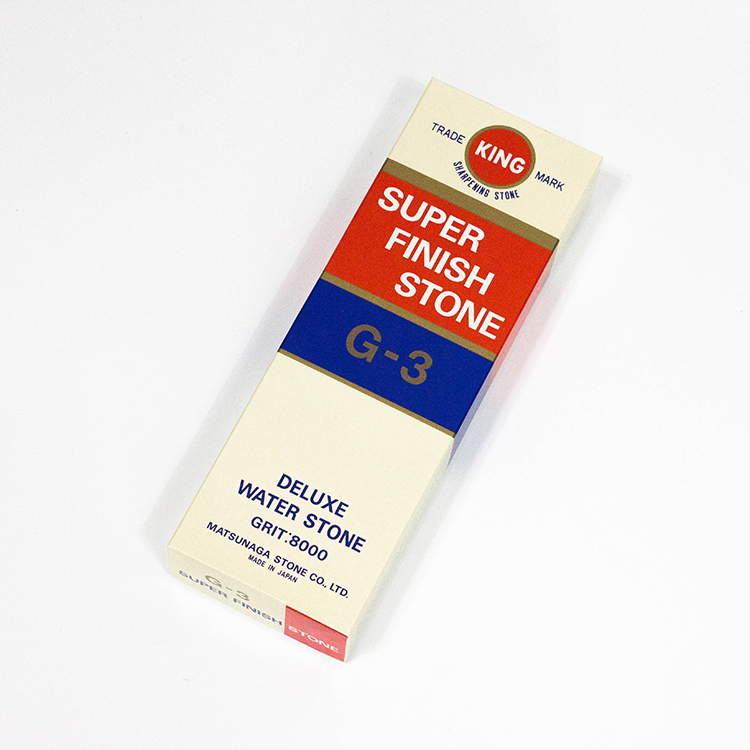 TRADE KING MARK
SHARPENING STONE
SUPER
FINISH
STONE
G-3
DELUXE
WATER STONE
GRIT:8000
MATSUNAGA STONE CO., LTD.
MADE IN JAPAN
G-3
SUPER FINISH STONE